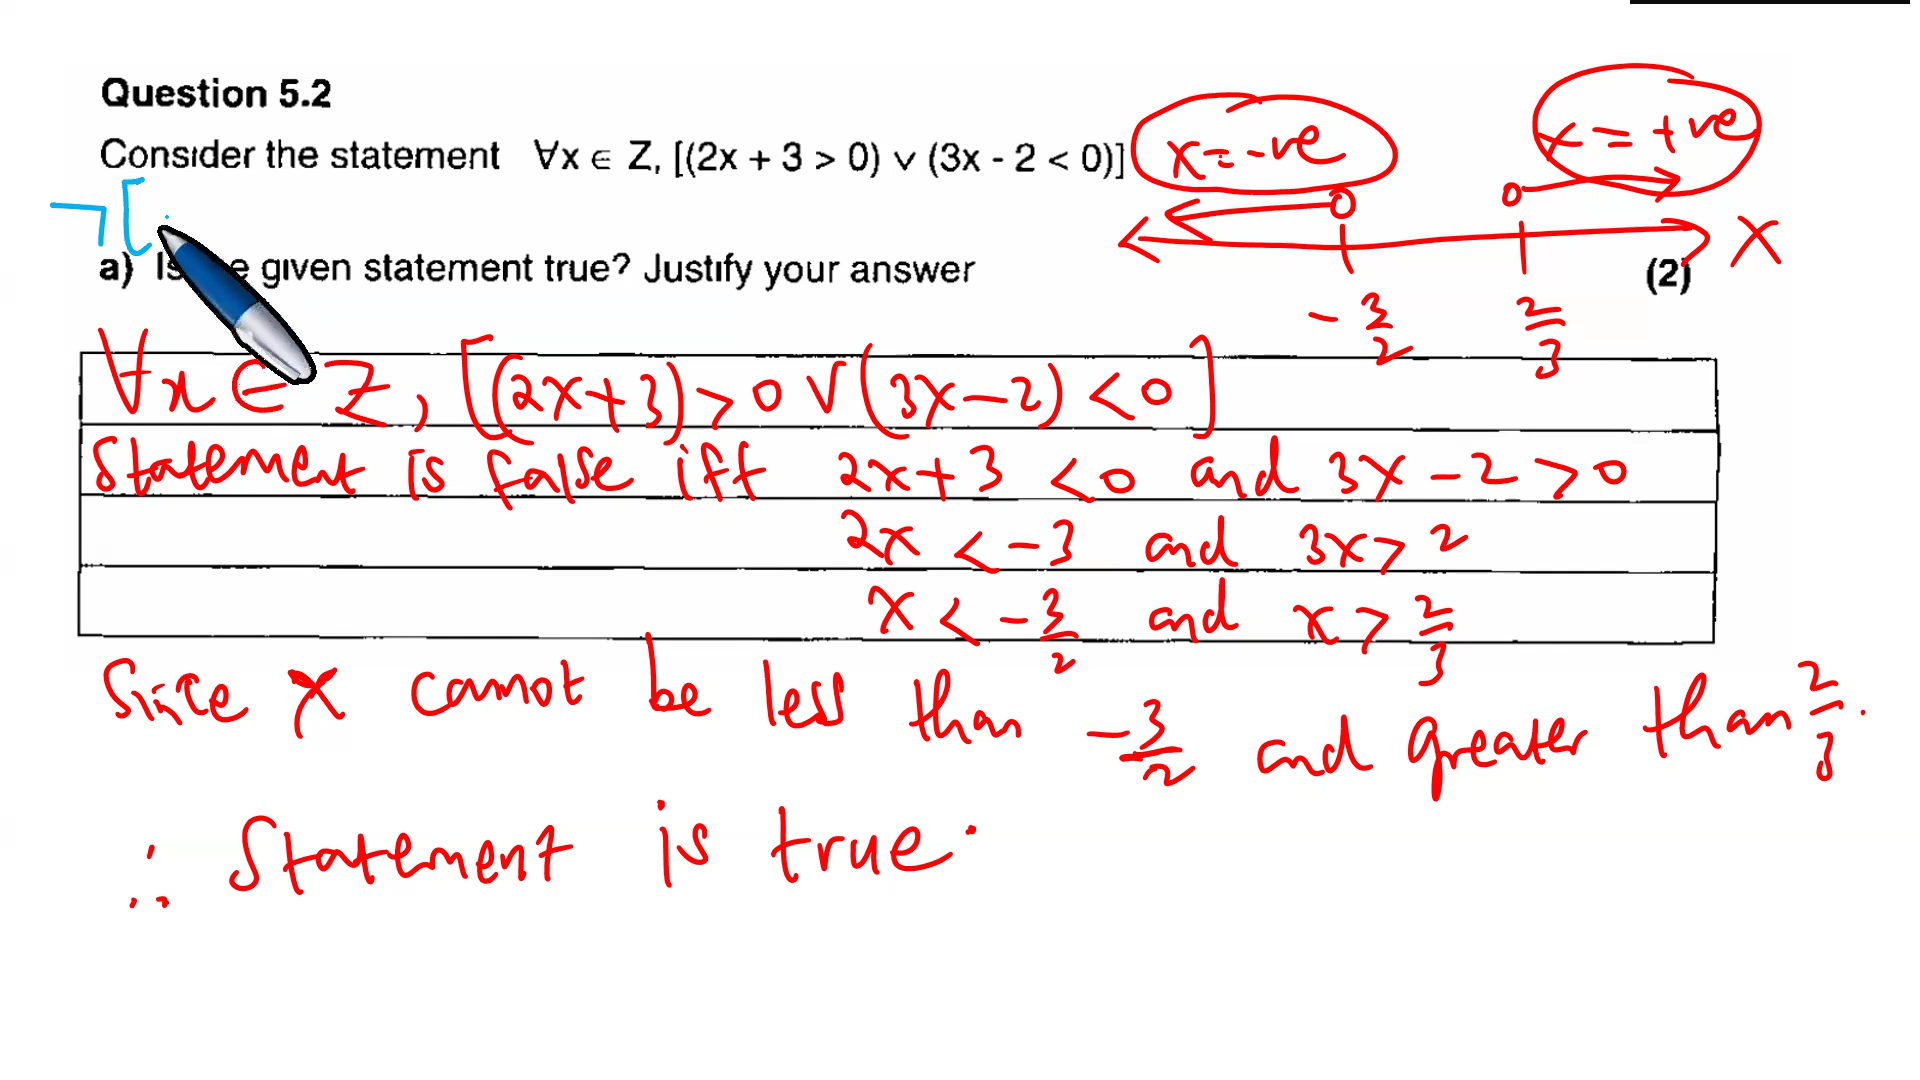 Question 5.2
Consider the statement ∀x ∈ Z, [(2x + 3 > 0) ∨ (3x - 2 < 0)]
x = -ve
x = +ve
x
-3/2
2/3
¬[
a) Is given statement true? Justify your answer (2)
∀x ∈ Z, [(2x+3) > 0 ∨ (3x-2) < 0]
Statement is false iff 2x+3 < 0 and 3x-2 > 0
2x < -3 and 3x > 2
x < -3/2 and x > 2/3
Since x cannot be less than -3/2 and greater than 2/3.
∴ Statement is true.